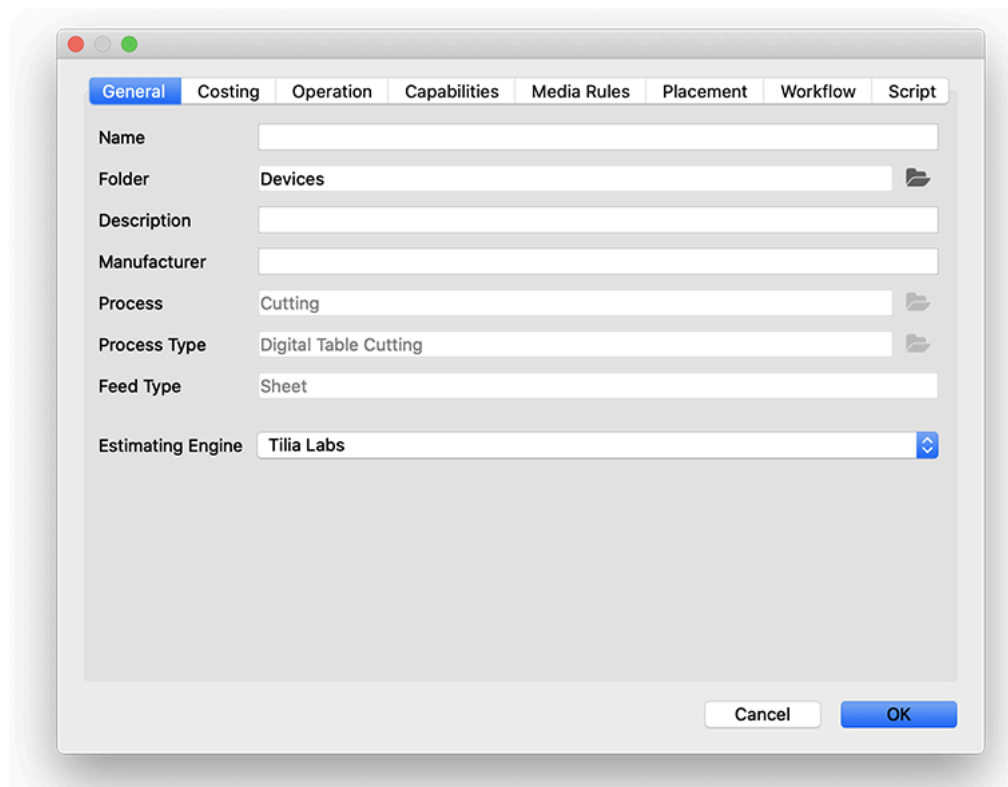 General Costing Operation Capabilities Media Rules Placement Workflow Script
Name
Folder Devices
Description
Manufacturer
Process Cutting
Process Type Digital Table Cutting
Feed Type Sheet
Estimating Engine Tilia Labs
Cancel OK